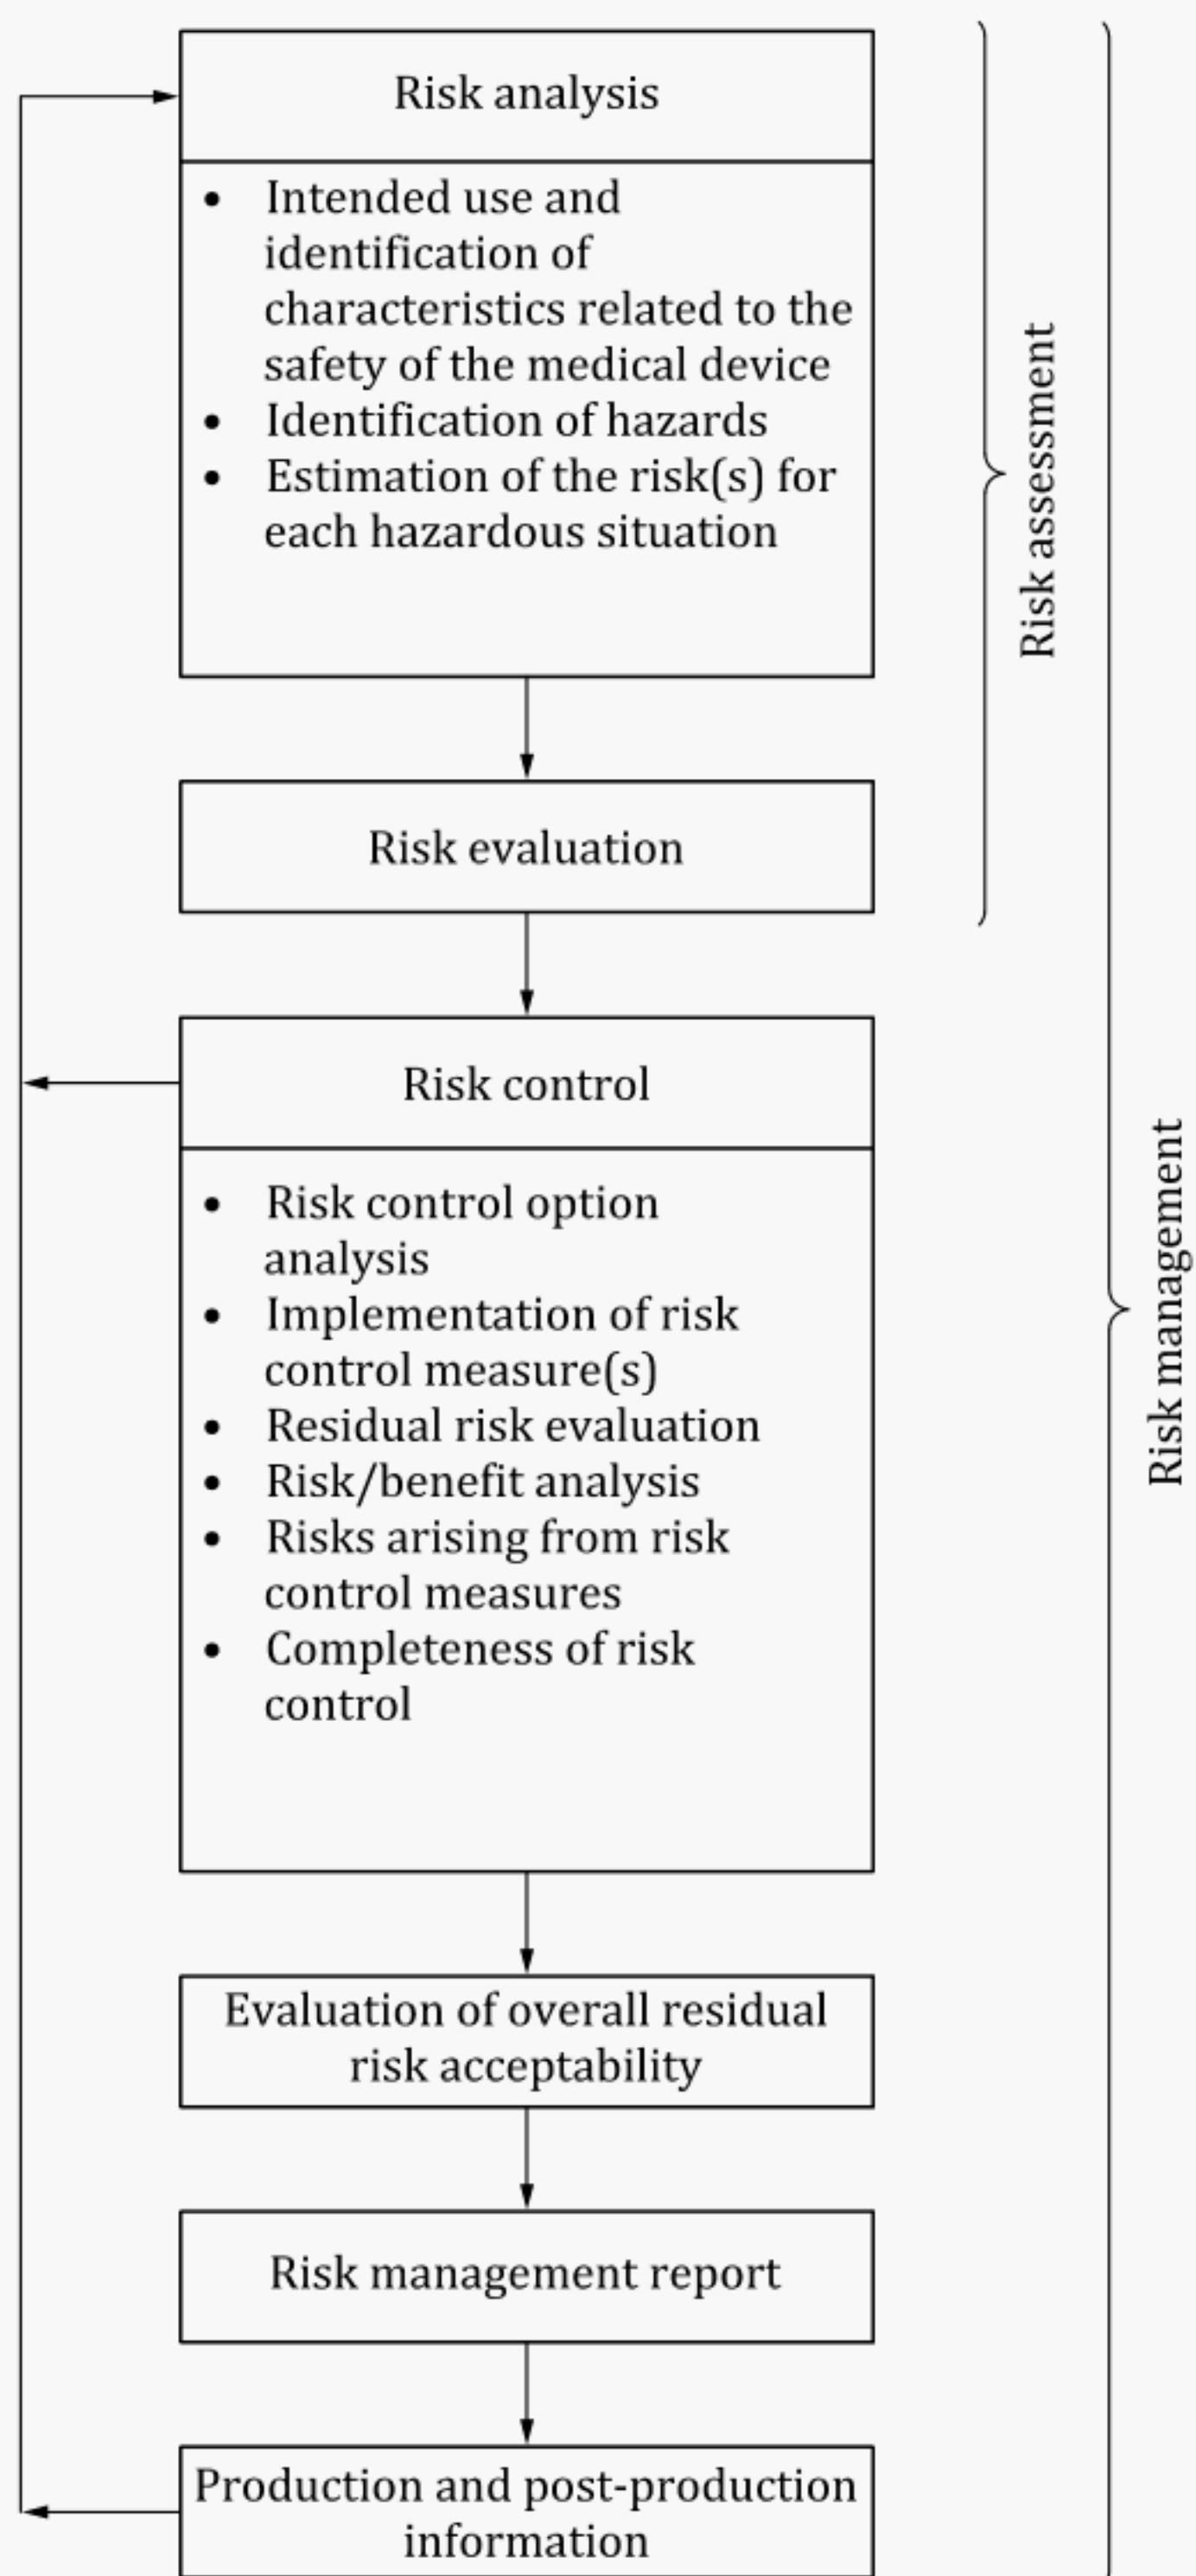 Risk analysis
• Intended use and
identification of
characteristics related to the
safety of the medical device
• Identification of hazards
• Estimation of the risk(s) for
each hazardous situation
Risk evaluation
Risk assessment
Risk control
• Risk control option
analysis
• Implementation of risk
control measure(s)
• Residual risk evaluation
• Risk/benefit analysis
• Risks arising from risk
control measures
• Completeness of risk
control
Evaluation of overall residual
risk acceptability
Risk management report
Production and post-production
information
Risk management